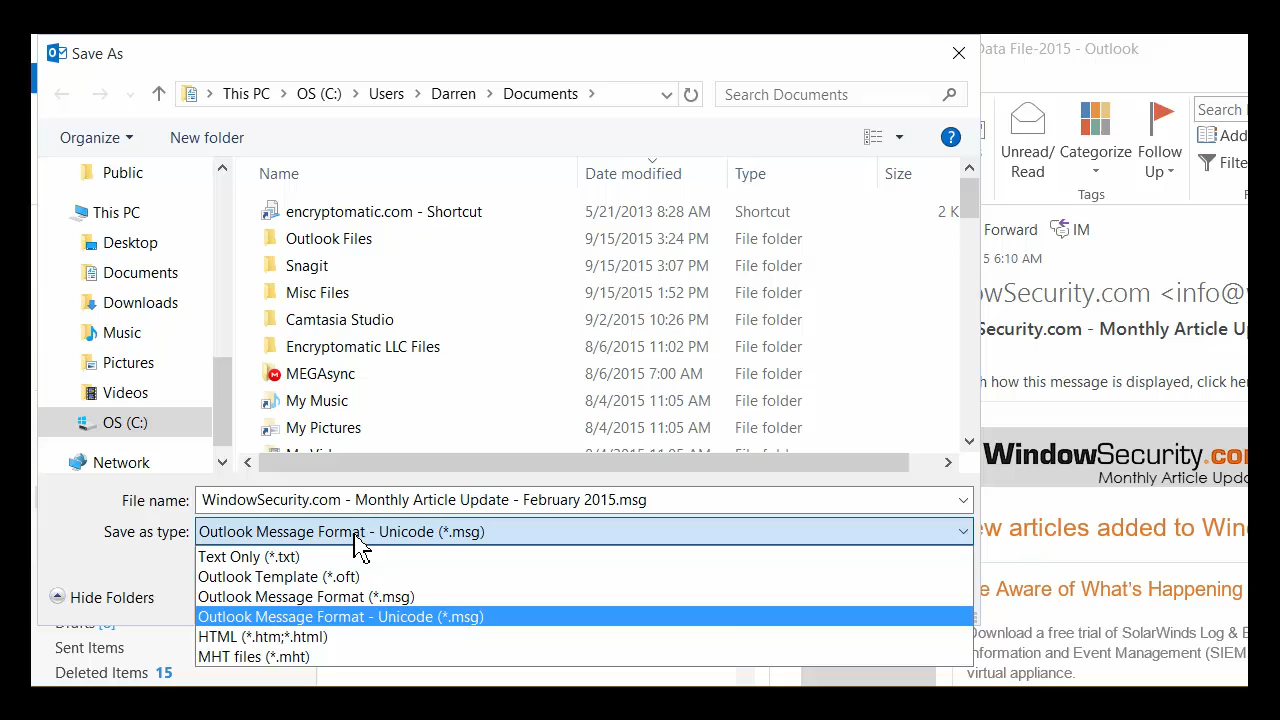 Save As
Data File-2015 - Outlook
This PC > OS (C:) > Users > Darren > Documents >
Search Documents
Organize
New folder
Unread/
Read
Categorize
Follow
Up
Tags
Search
Add
Filte
Public
This PC
Desktop
Documents
Downloads
Music
Pictures
Videos
OS (C:)
Network
Name Date modified Type Size
encryptomatic.com - Shortcut 5/21/2013 8:28 AM Shortcut 2 K
Outlook Files 9/15/2015 3:24 PM File folder
Snagit 9/15/2015 3:07 PM File folder
Misc Files 9/15/2015 1:52 PM File folder
Camtasia Studio 9/2/2015 10:26 PM File folder
Encryptomatic LLC Files 8/6/2015 11:02 PM File folder
MEGAsync 8/6/2015 7:00 AM File folder
My Music 8/4/2015 11:05 AM File folder
My Pictures 8/4/2015 11:05 AM File folder
Forward IM
5 6:10 AM
owSecurity.com <info@
Security.com - Monthly Article Up
h how this message is displayed, click here
WindowSecurity.co
Monthly Article Upd
ew articles added to Win
e Aware of What's Happening
Download a free trial of SolarWinds Log & E
nformation and Event Management (SIEM
virtual appliance.
File name: WindowSecurity.com - Monthly Article Update - February 2015.msg
Save as type: Outlook Message Format - Unicode (*.msg)
Text Only (*.txt)
Outlook Template (*.oft)
Outlook Message Format (*.msg)
Outlook Message Format - Unicode (*.msg)
HTML (*.htm;*.html)
MHT files (*.mht)
Hide Folders
Drafts [6]
Sent Items
Deleted Items 15